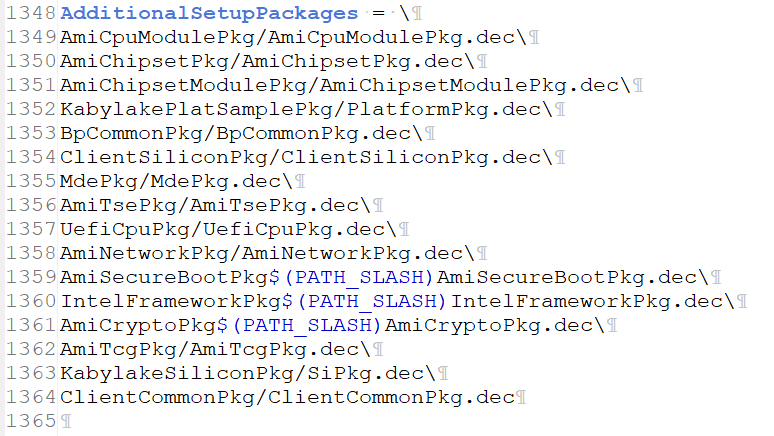 1348 AdditionalSetupPackages = \¶
1349 AmiCpuModulePkg/AmiCpuModulePkg.dec\¶
1350 AmiChipsetPkg/AmiChipsetPkg.dec\¶
1351 AmiChipsetModulePkg/AmiChipsetModulePkg.dec\¶
1352 KabylakePlatSamplePkg/PlatformPkg.dec\¶
1353 BpCommonPkg/BpCommonPkg.dec\¶
1354 ClientSiliconPkg/ClientSiliconPkg.dec\¶
1355 MdePkg/MdePkg.dec\¶
1356 AmiTsePkg/AmiTsePkg.dec\¶
1357 UefiCpuPkg/UefiCpuPkg.dec\¶
1358 AmiNetworkPkg/AmiNetworkPkg.dec\¶
1359 AmiSecureBootPkg$(PATH_SLASH)AmiSecureBootPkg.dec\¶
1360 IntelFrameworkPkg$(PATH_SLASH)IntelFrameworkPkg.dec\¶
1361 AmiCryptoPkg$(PATH_SLASH)AmiCryptoPkg.dec\¶
1362 AmiTcgPkg/AmiTcgPkg.dec\¶
1363 KabylakeSiliconPkg/SiPkg.dec\¶
1364 ClientCommonPkg/ClientCommonPkg.dec¶
1365 ¶